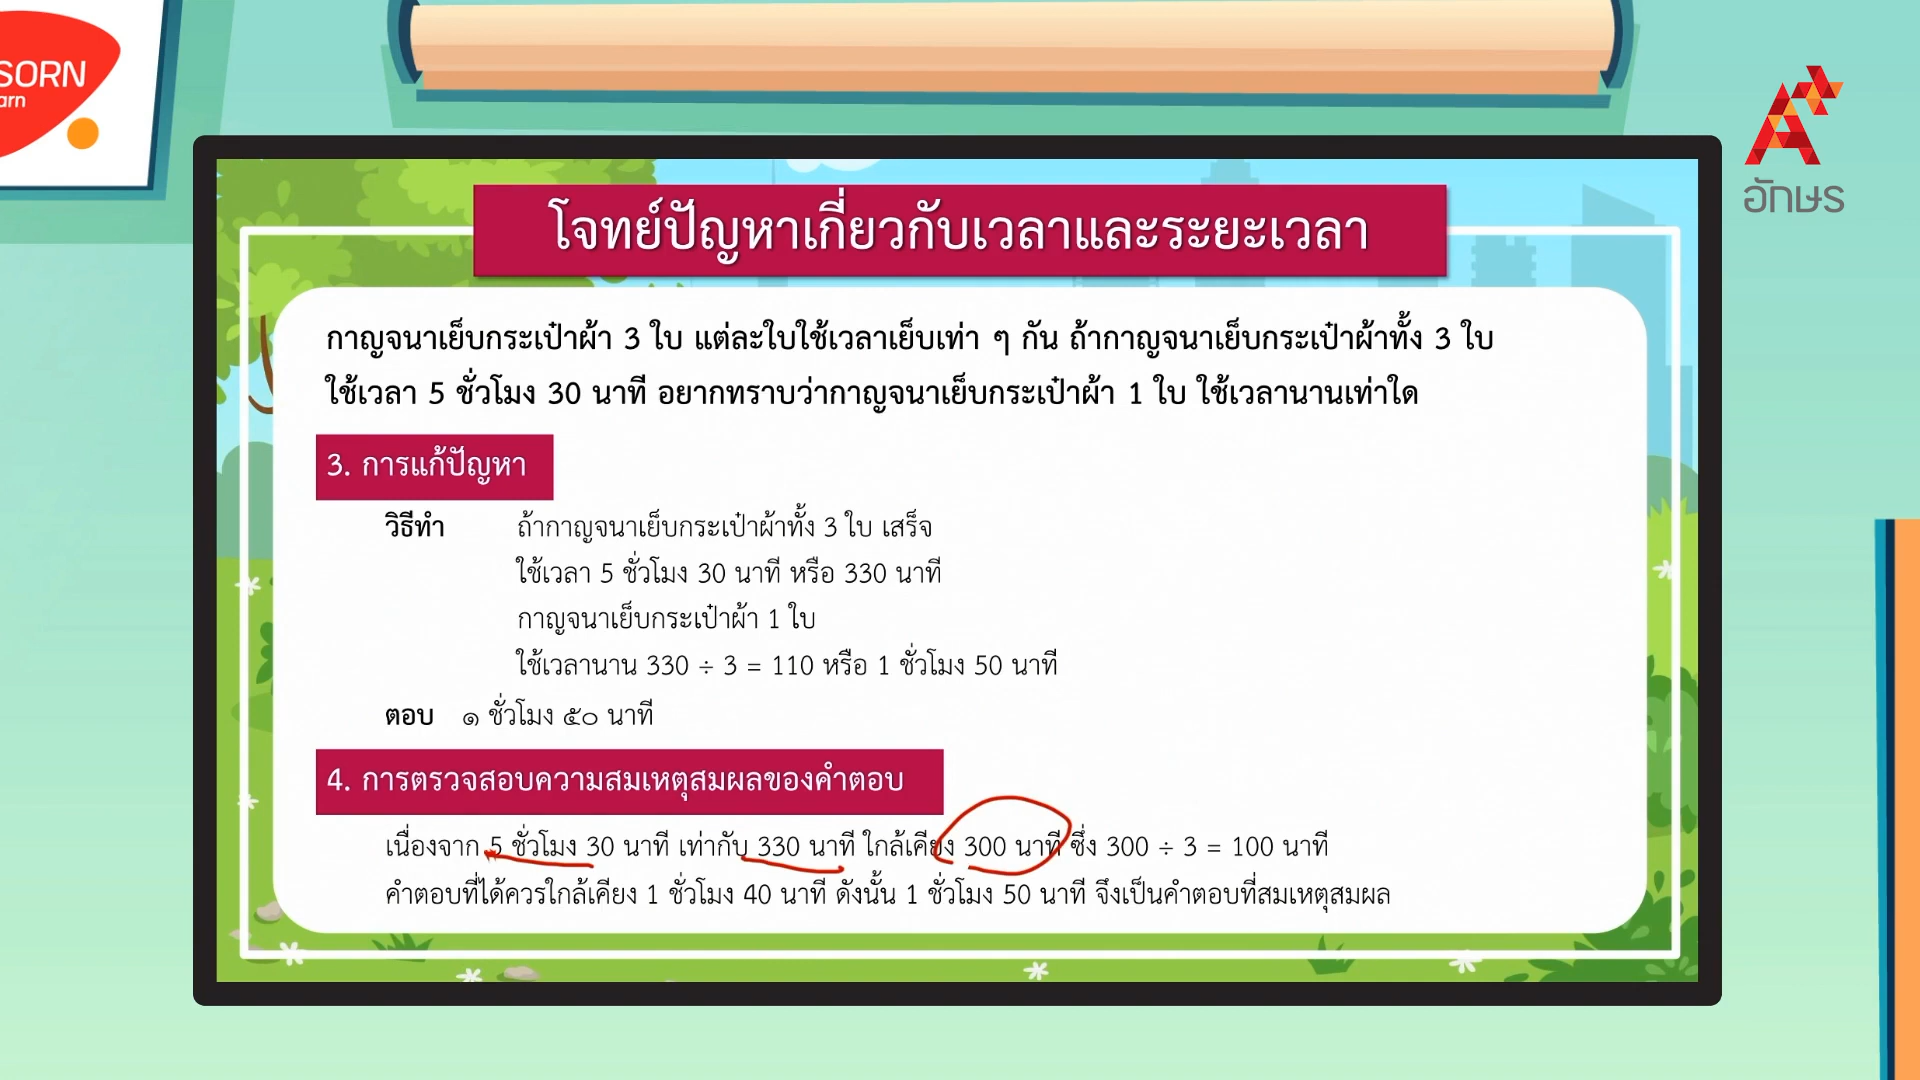 SORN
arn
อักษร
โจทย์ปัญหาเกี่ยวกับเวลาและระยะเวลา
กาญจนาเย็บกระเป๋าผ้า 3 ใบ แต่ละใบใช้เวลาเย็บเท่า ๆ กัน ถ้ากาญจนาเย็บกระเป๋าผ้าทั้ง 3 ใบ
ใช้เวลา 5 ชั่วโมง 30 นาที อยากทราบว่ากาญจนาเย็บกระเป๋าผ้า 1 ใบ ใช้เวลานานเท่าใด
3. การแก้ปัญหา
วิธีทำ ถ้ากาญจนาเย็บกระเป๋าผ้าทั้ง 3 ใบ เสร็จ
ใช้เวลา 5 ชั่วโมง 30 นาที หรือ 330 นาที
กาญจนาเย็บกระเป๋าผ้า 1 ใบ
ใช้เวลานาน 330 ÷ 3 = 110 หรือ 1 ชั่วโมง 50 นาที
ตอบ ๑ ชั่วโมง ๕๐ นาที
4. การตรวจสอบความสมเหตุสมผลของคำตอบ
เนื่องจาก 5 ชั่วโมง 30 นาที เท่ากับ 330 นาที ใกล้เคียง 300 นาที ซึ่ง 300 ÷ 3 = 100 นาที
คำตอบที่ได้ควรใกล้เคียง 1 ชั่วโมง 40 นาที ดังนั้น 1 ชั่วโมง 50 นาที จึงเป็นคำตอบที่สมเหตุสมผล